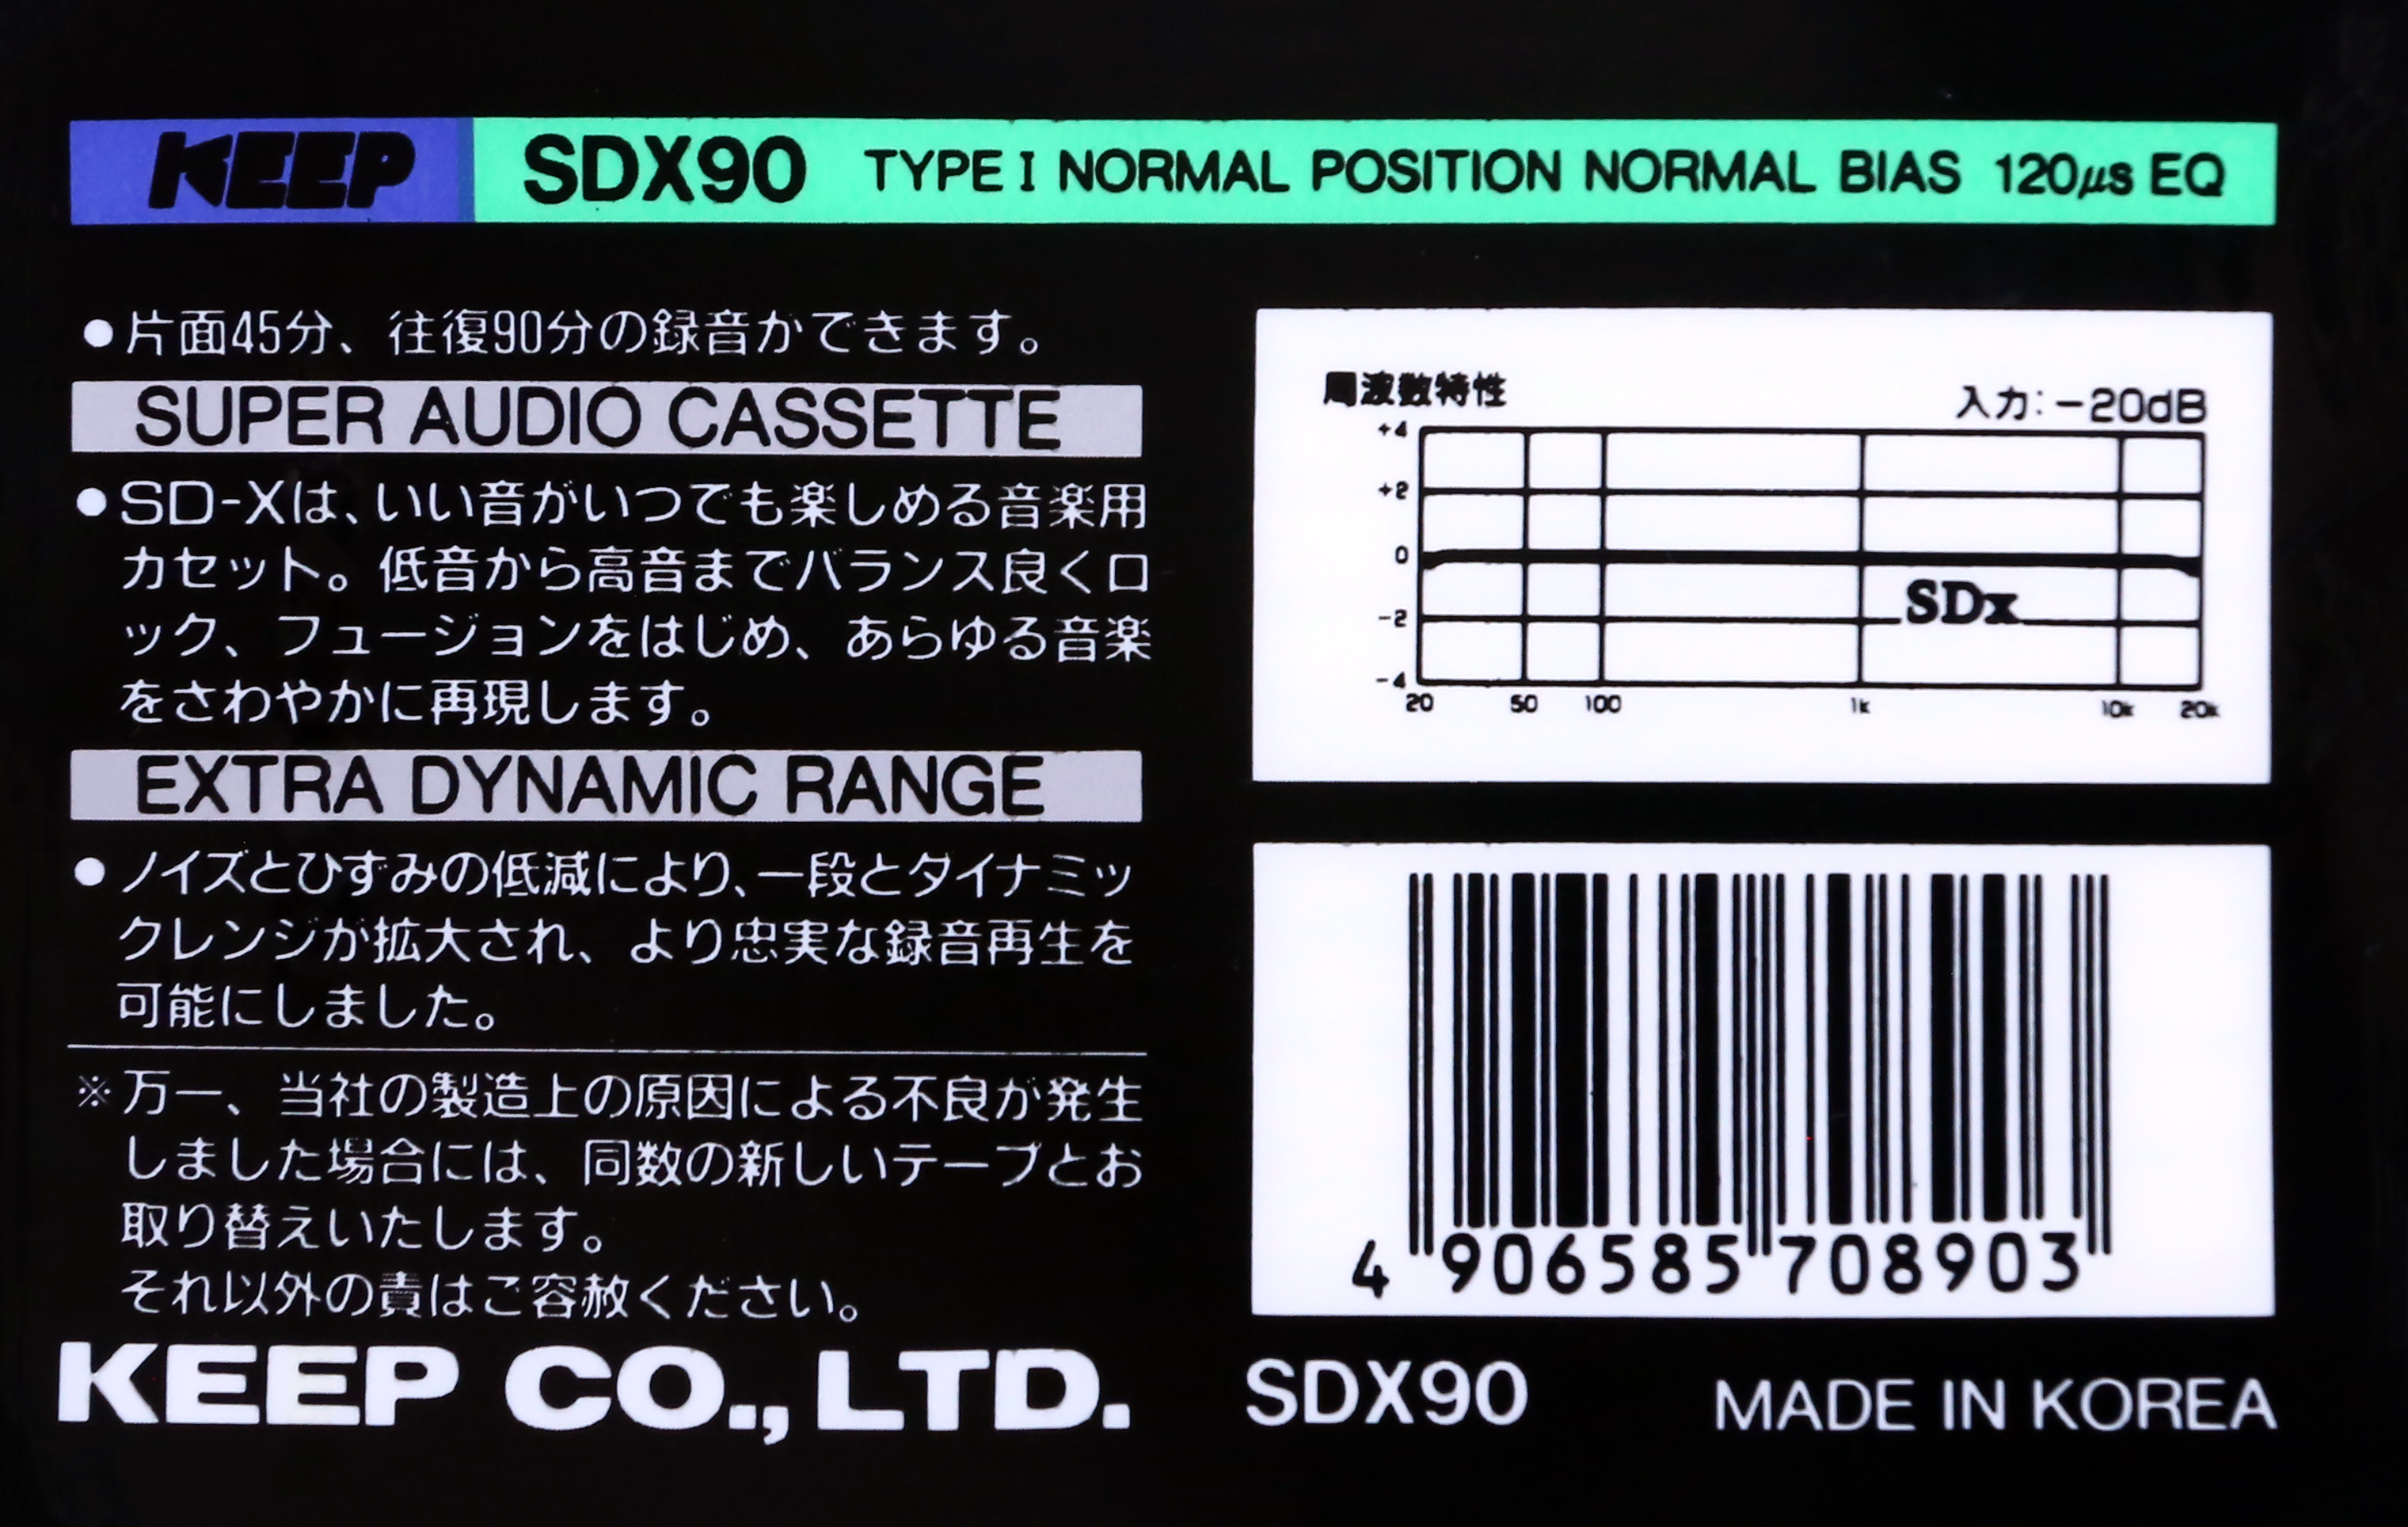 KEEP SDX90 TYPE I NORMAL POSITION NORMAL BIAS 120μs EQ
●片面45分、往復90分の録音ができます。
SUPER AUDIO CASSETTE
●SD-Xは、いい音がいつでも楽しめる音楽用
カセット。低音から高音までバランス良くロ
ック、フュージョンをはじめ、あらゆる音楽
をさわやかに再現します。
EXTRA DYNAMIC RANGE
●ノイズとひずみの低減により、一段とダイナミッ
クレンジが拡大され、より忠実な録音再生を
可能にしました。
※万一、当社の製造上の原因による不良が発生
しました場合には、同数の新しいテープとお
取り替えいたします。
それ以外の責はご容赦ください。
KEEP CO., LTD.
周波数特性
入力:-20dB
+4
+2
0
-2
-4
SDx
20 50 100 1k 10k 20k
4 906585 708903
SDX90 MADE IN KOREA